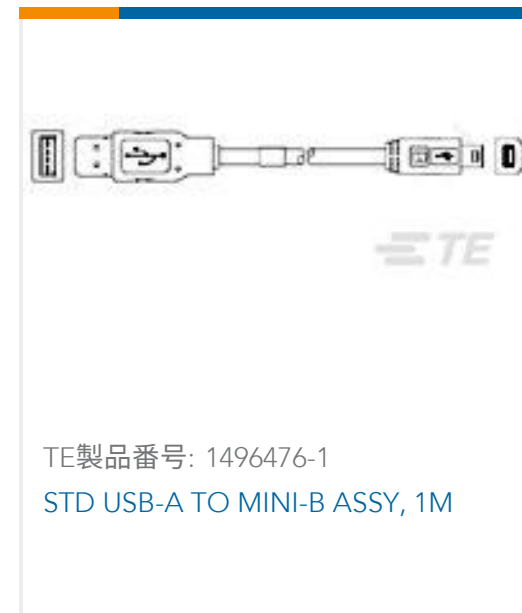 TE
TE製品番号: 1496476-1
STD USB-A TO MINI-B ASSY, 1M